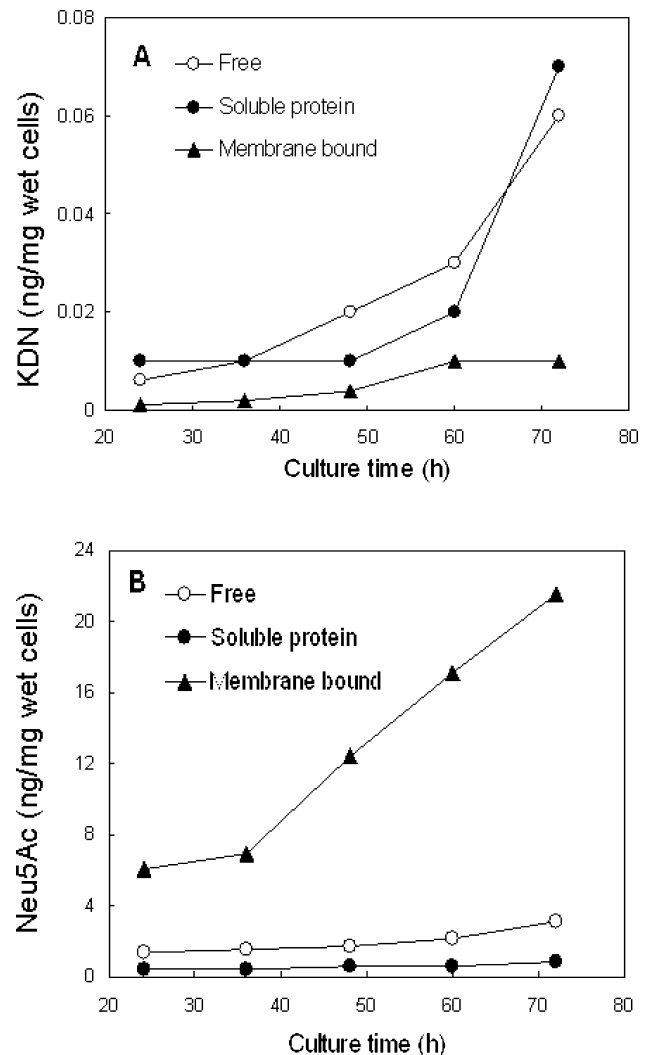 0.08
A
Free
Soluble protein
Membrane bound
0.06
0.04
0.02
0
KDN (ng/mg wet cells)
20 30 40 50 60 70 80
Culture time (h)
24
B
Free
Soluble protein
Membrane bound
20
16
12
8
4
0
Neu5Ac (ng/mg wet cells)
20 30 40 50 60 70 80
Culture time (h)